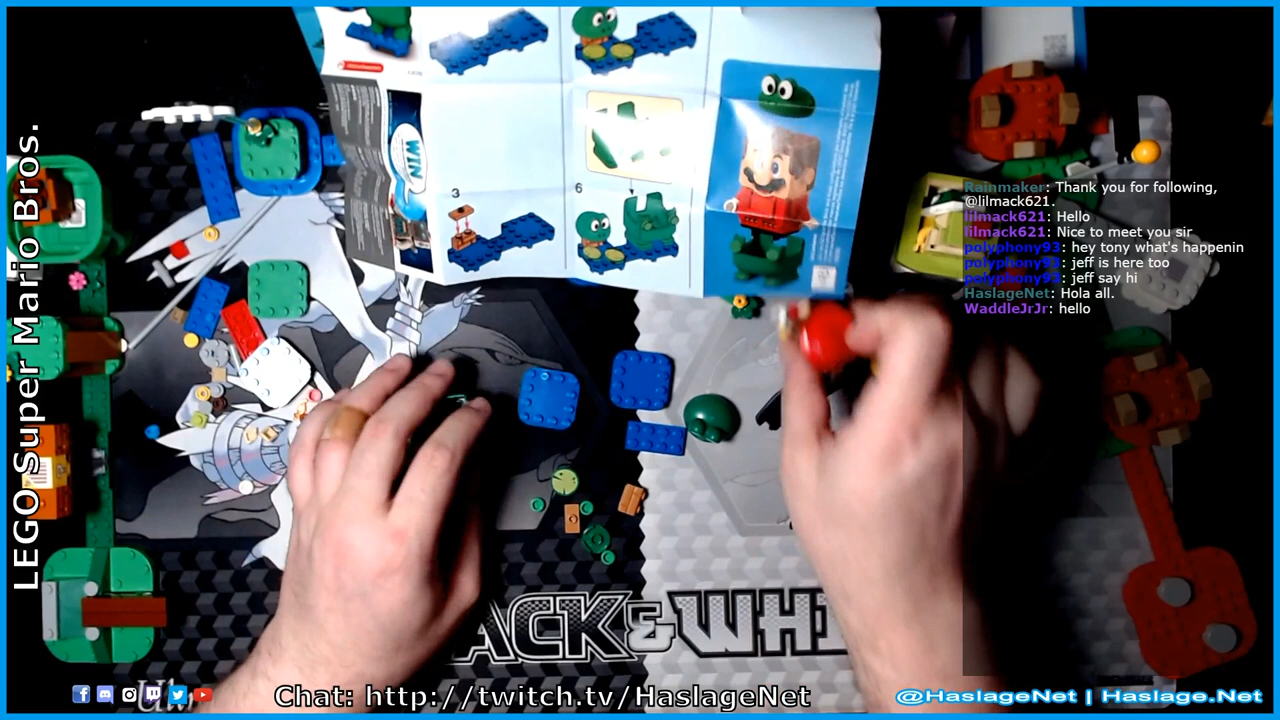 LEGO Super Mario Bros.
WIN
3
6
Rainmaker: Thank you for following,
@lilmack621.
lilmack621: Hello
lilmack621: Nice to meet you sir
polyphony93: hey tony what's happenin
polyphony93: jeff is here too
polyphony93: jeff say hi
HaslageNet: Hola all.
WaddleJrJr: hello
ACK & WHI
Chat: http://twitch.tv/HaslageNet
@HaslageNet | Haslage.Net